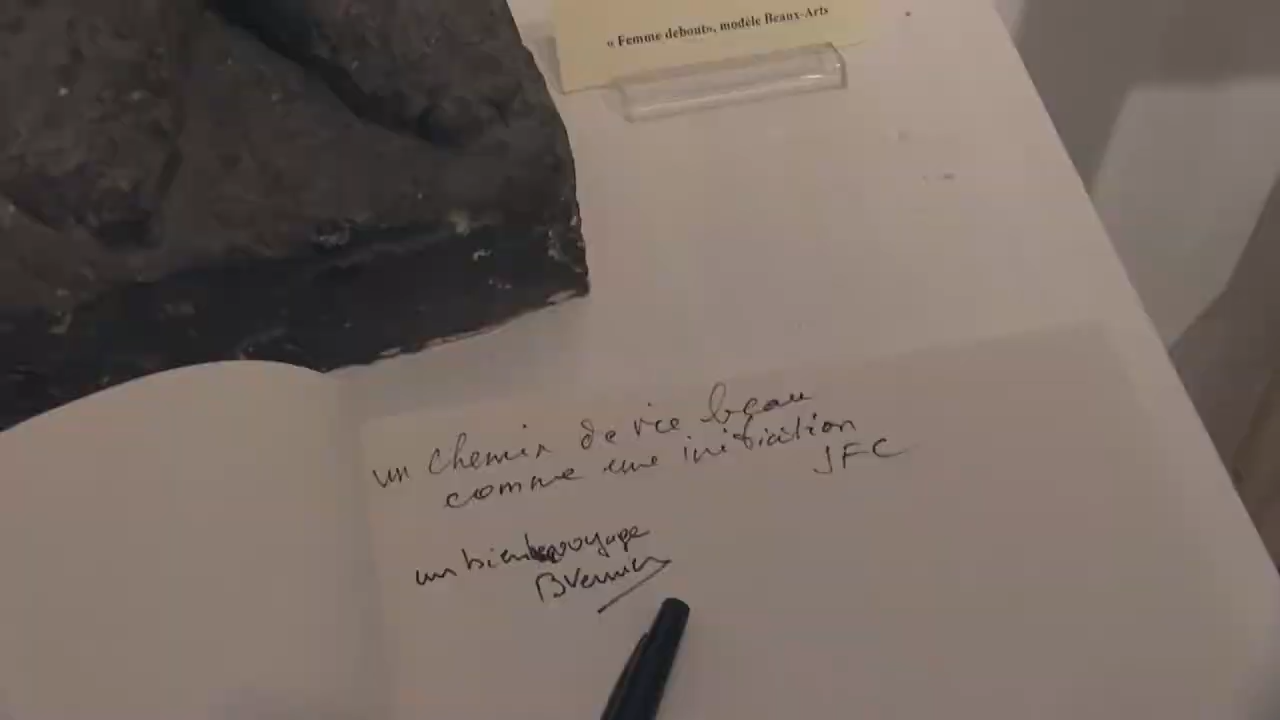 « Femme debout», modèle Beaux-Arts
un chemin de vie beau
comme une initiation
JFC
un bien voyage